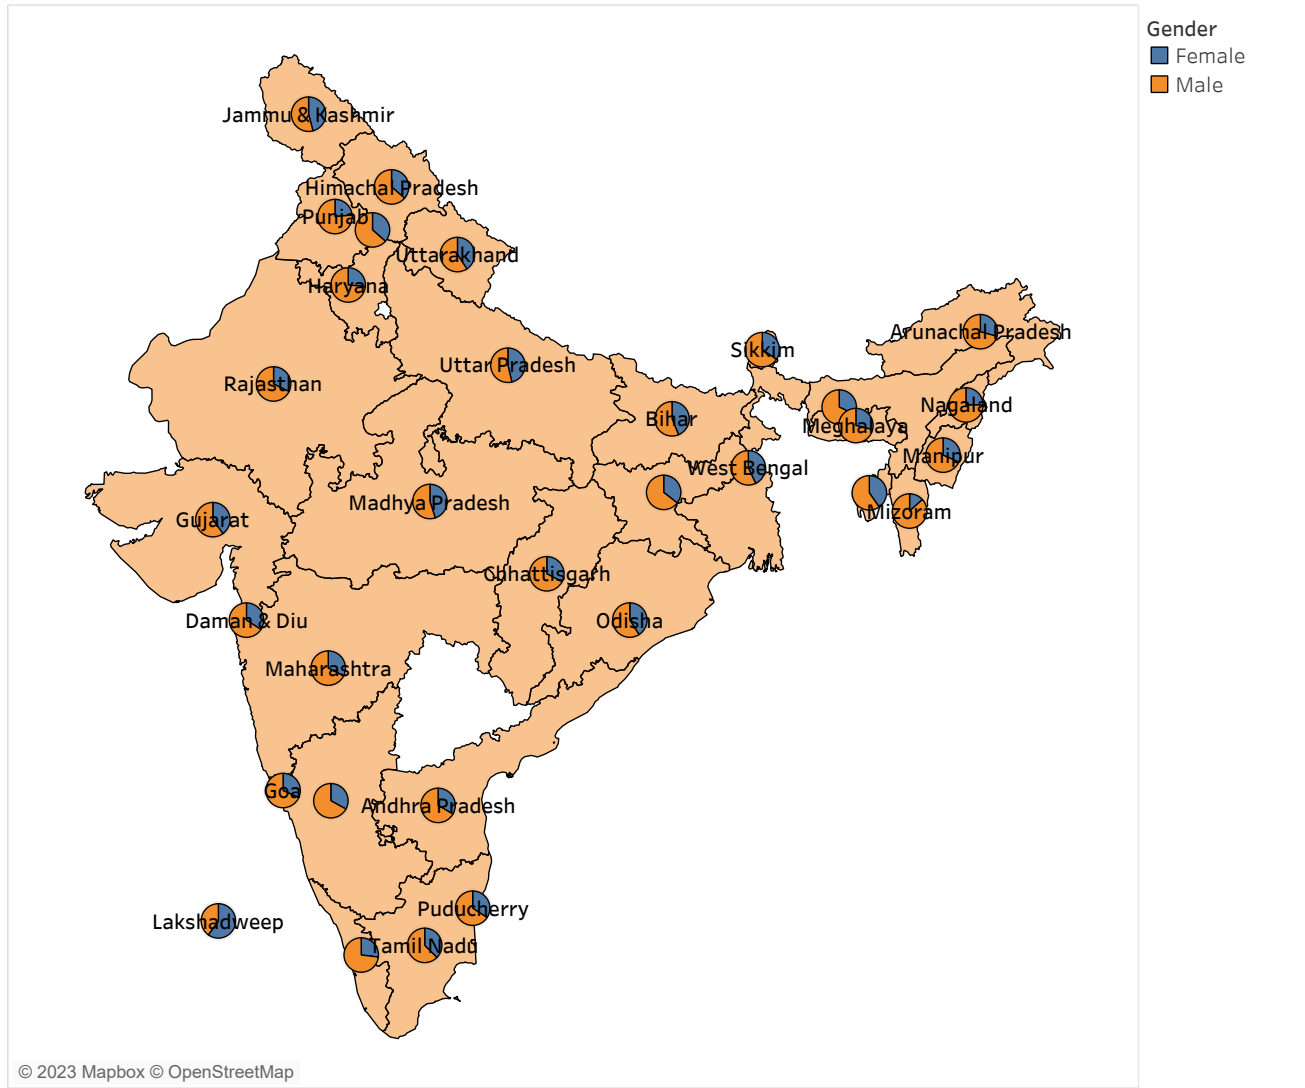 Gender
Female
Male
Jammu & Kashmir
Himachal Pradesh
Punjab
Uttarakhand
Haryana
Arunachal Pradesh
Sikkim
Uttar Pradesh
Rajasthan
Nagaland
Bihar
Meghalaya
Manipur
West Bengal
Madhya Pradesh
Mizoram
Gujarat
Chhattisgarh
Daman & Diu
Odisha
Maharashtra
Goa
Andhra Pradesh
Puducherry
Lakshadweep
Tamil Nadu
© 2023 Mapbox © OpenStreetMap